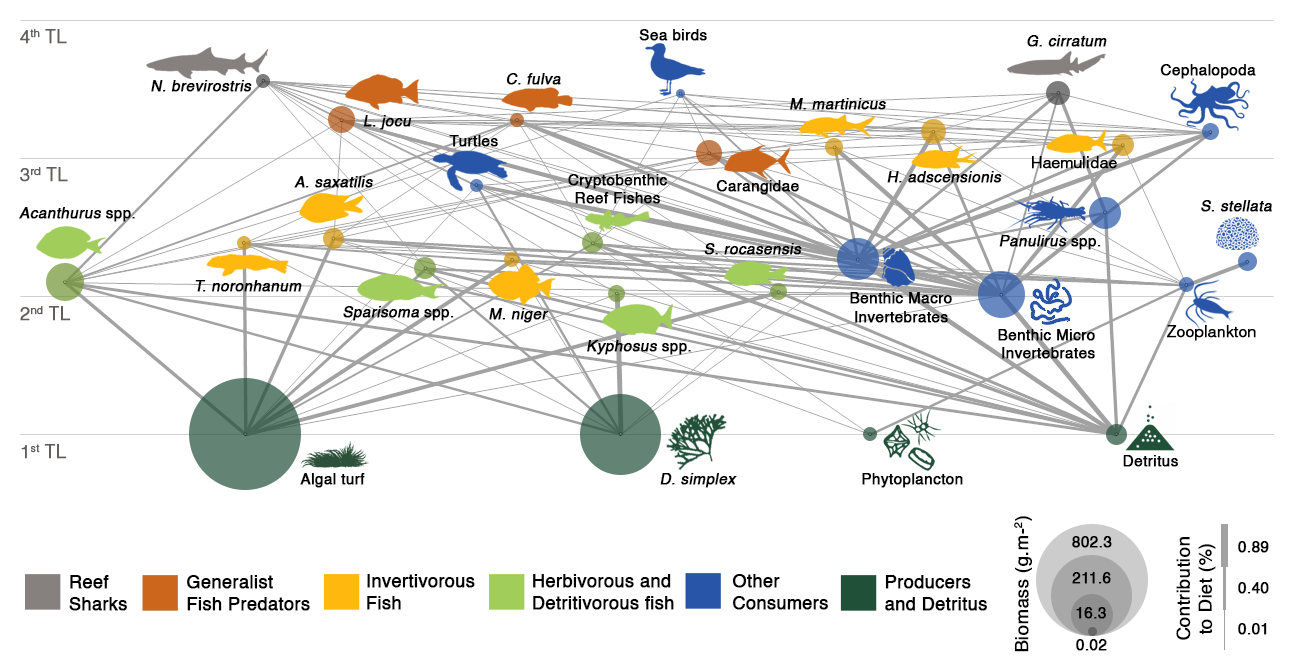 4th TL
Sea birds
G. cirratum
N. brevirostris
C. fulva
Cephalopoda
L. jocu
M. martinicus
Turtles
3rd TL
Haemulidae
A. saxatilis
Cryptobenthic
Reef Fishes
Carangidae
H. adscensionis
Acanthurus spp.
S. stellata
Panulirus spp.
S. rocasensis
T. noronhanum
Sparisoma spp.
M. niger
Benthic Macro
Invertebrates
2nd TL
Kyphosus spp.
Benthic Micro
Invertebrates
Zooplankton
1st TL
Algal turf
D. simplex
Phytoplancton
Detritus
Reef
Sharks
Generalist
Fish Predators
Invertivorous
Fish
Herbivorous and
Detritivorous fish
Other
Consumers
Producers
and Detritus
Biomass (g.m-²)
802.3
211.6
16.3
0.02
Contribution
to Diet (%)
0.89
0.40
0.01